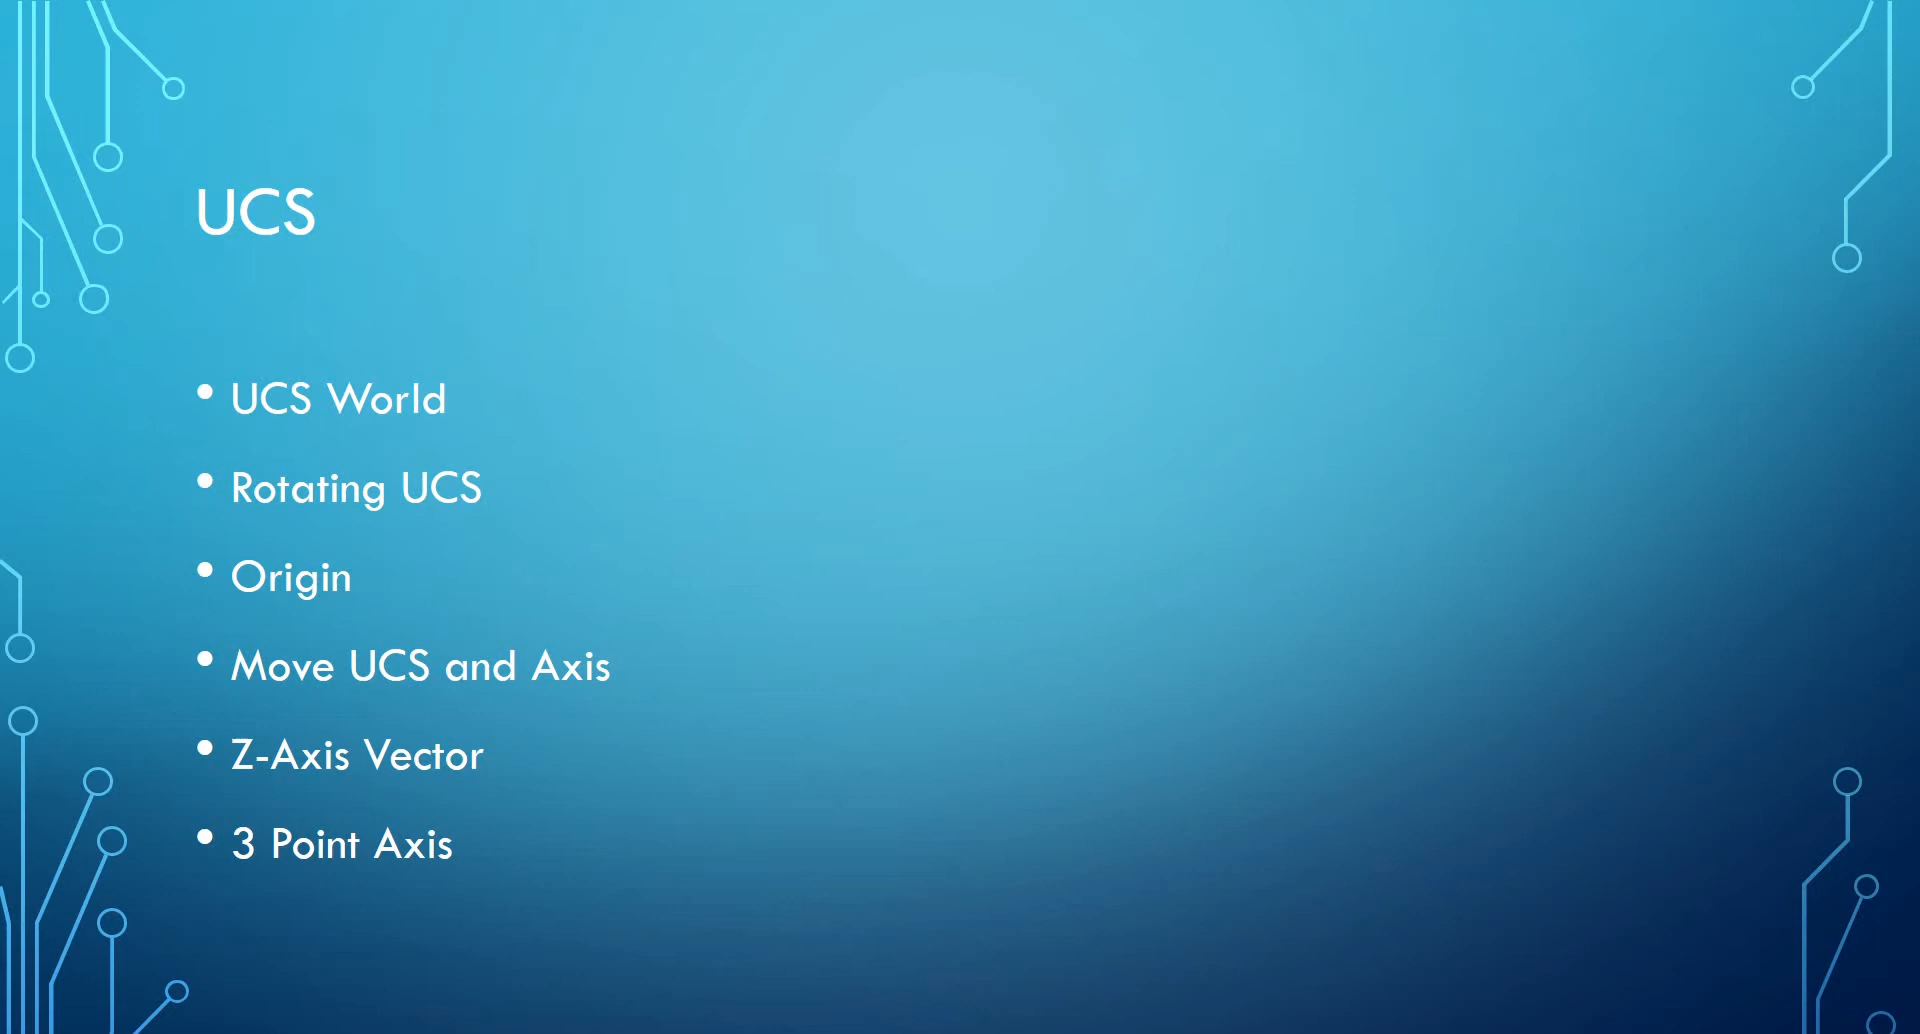 UCS
• UCS World
• Rotating UCS
• Origin
• Move UCS and Axis
• Z-Axis Vector
• 3 Point Axis